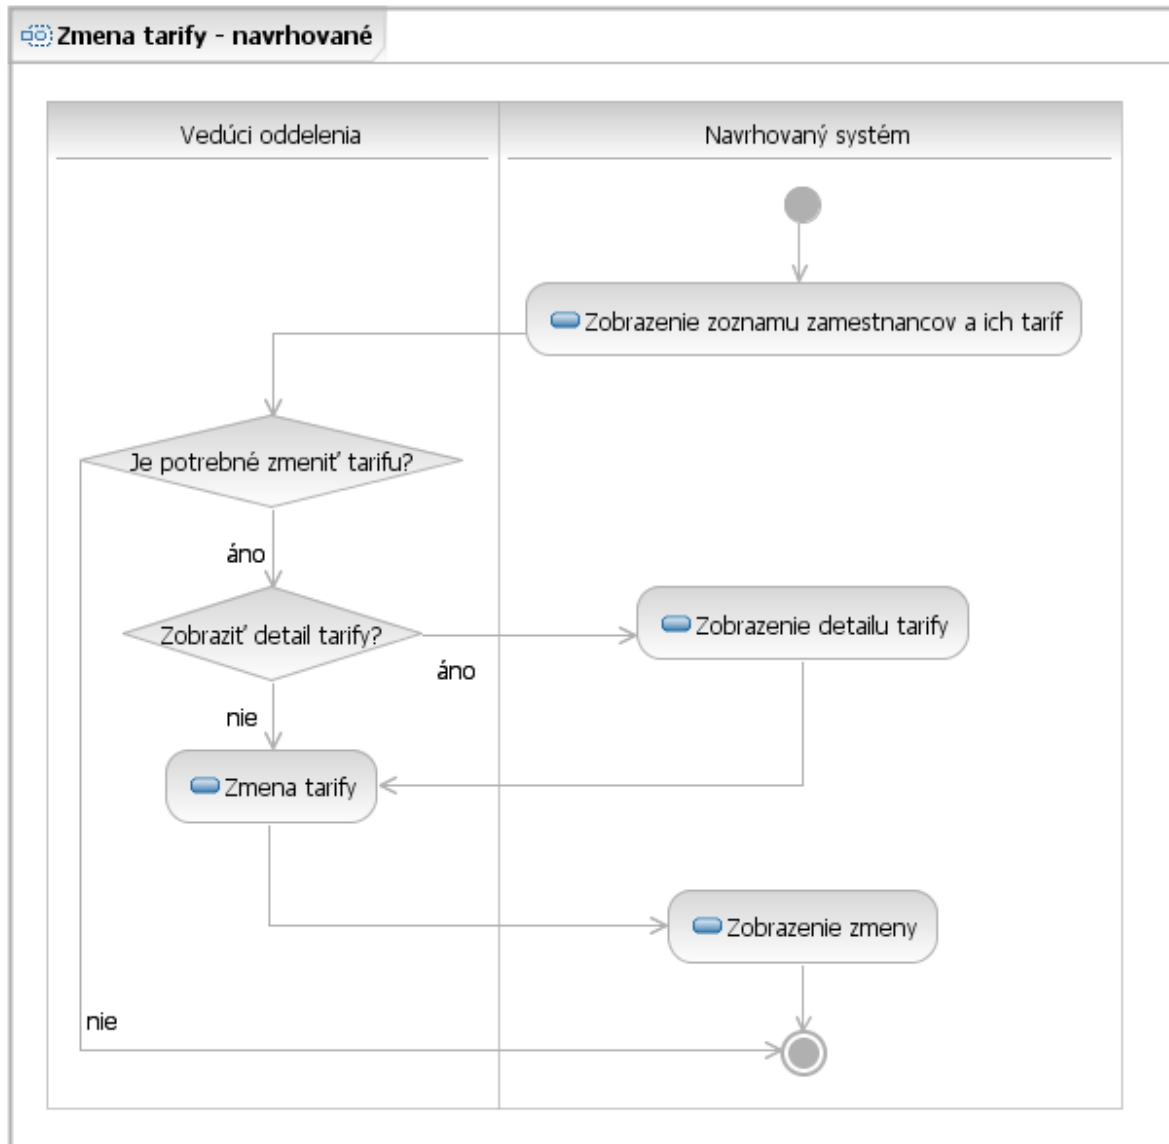 Zmena tarify - navrhované
Vedúci oddelenia
Navrhovaný systém
Zobrazenie zoznamu zamestnancov a ich taríf
Je potrebné zmeniť tarifu?
áno
Zobraziť detail tarify?
áno
Zobrazenie detailu tarify
nie
Zmena tarify
Zobrazenie zmeny
nie